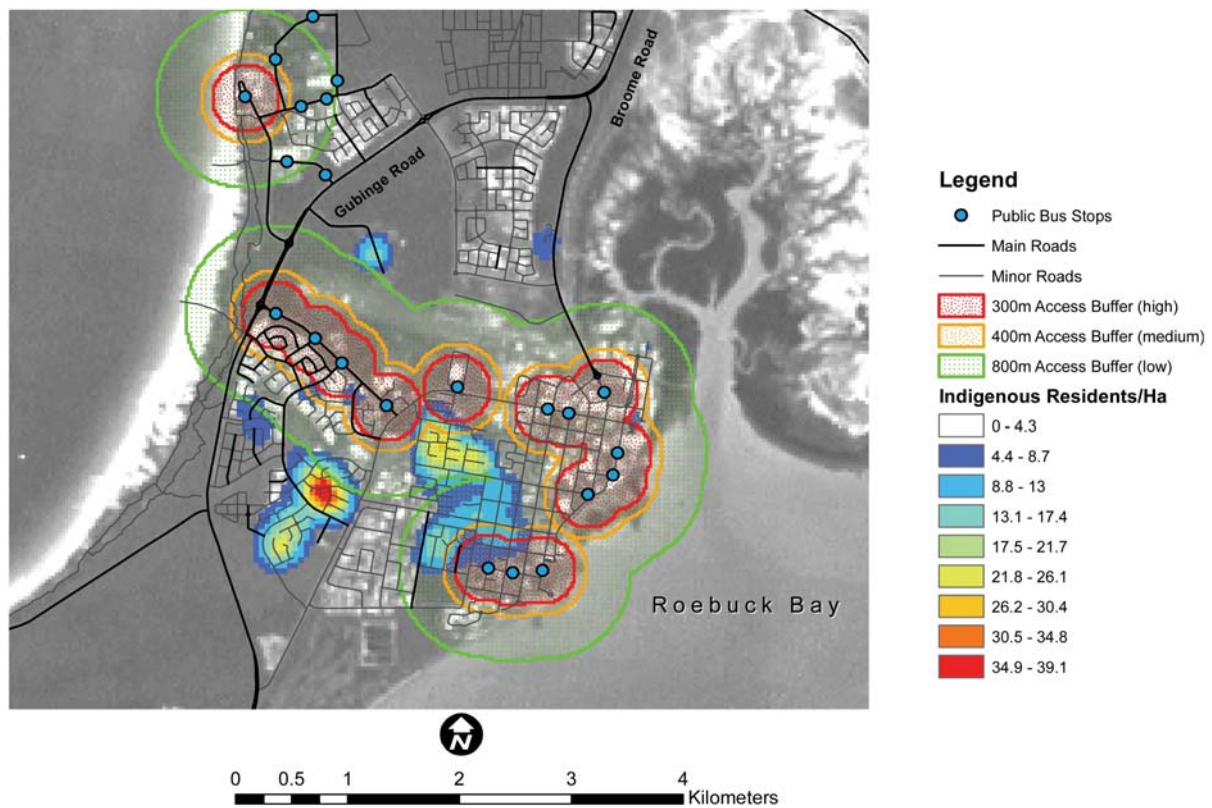 Broome Road
Gubinge Road
Roebuck Bay
Legend
Public Bus Stops
Main Roads
Minor Roads
300m Access Buffer (high)
400m Access Buffer (medium)
800m Access Buffer (low)
Indigenous Residents/Ha
0 - 4.3
4.4 - 8.7
8.8 - 13
13.1 - 17.4
17.5 - 21.7
21.8 - 26.1
26.2 - 30.4
30.5 - 34.8
34.9 - 39.1
N
0 0.5 1 2 3 4
Kilometers